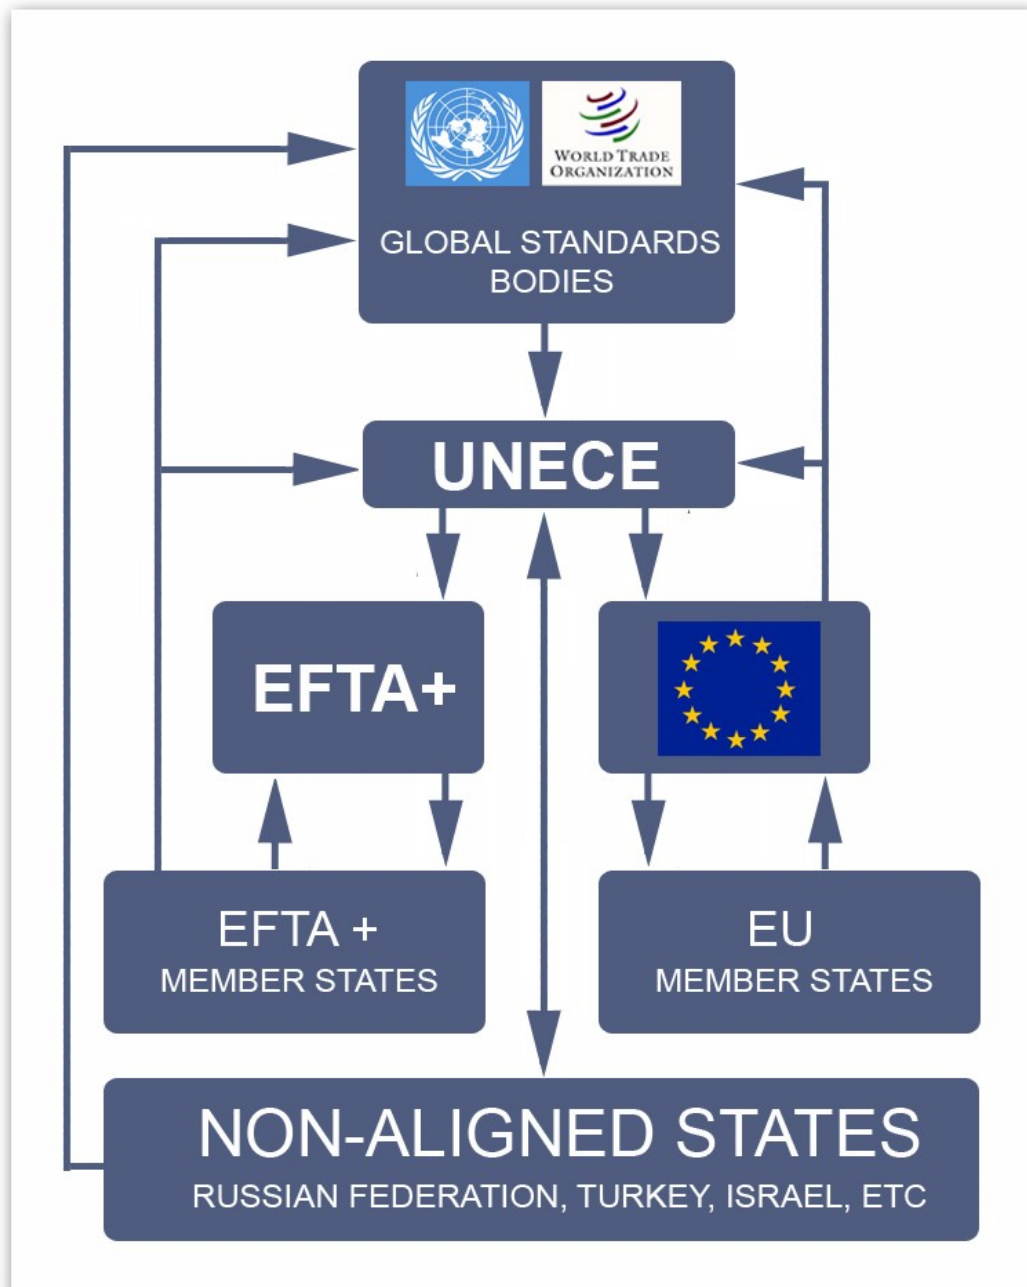 WORLD TRADE
ORGANIZATION
GLOBAL STANDARDS
BODIES
UNECE
EFTA+
EFTA +
MEMBER STATES
EU
MEMBER STATES
NON-ALIGNED STATES
RUSSIAN FEDERATION, TURKEY, ISRAEL, ETC